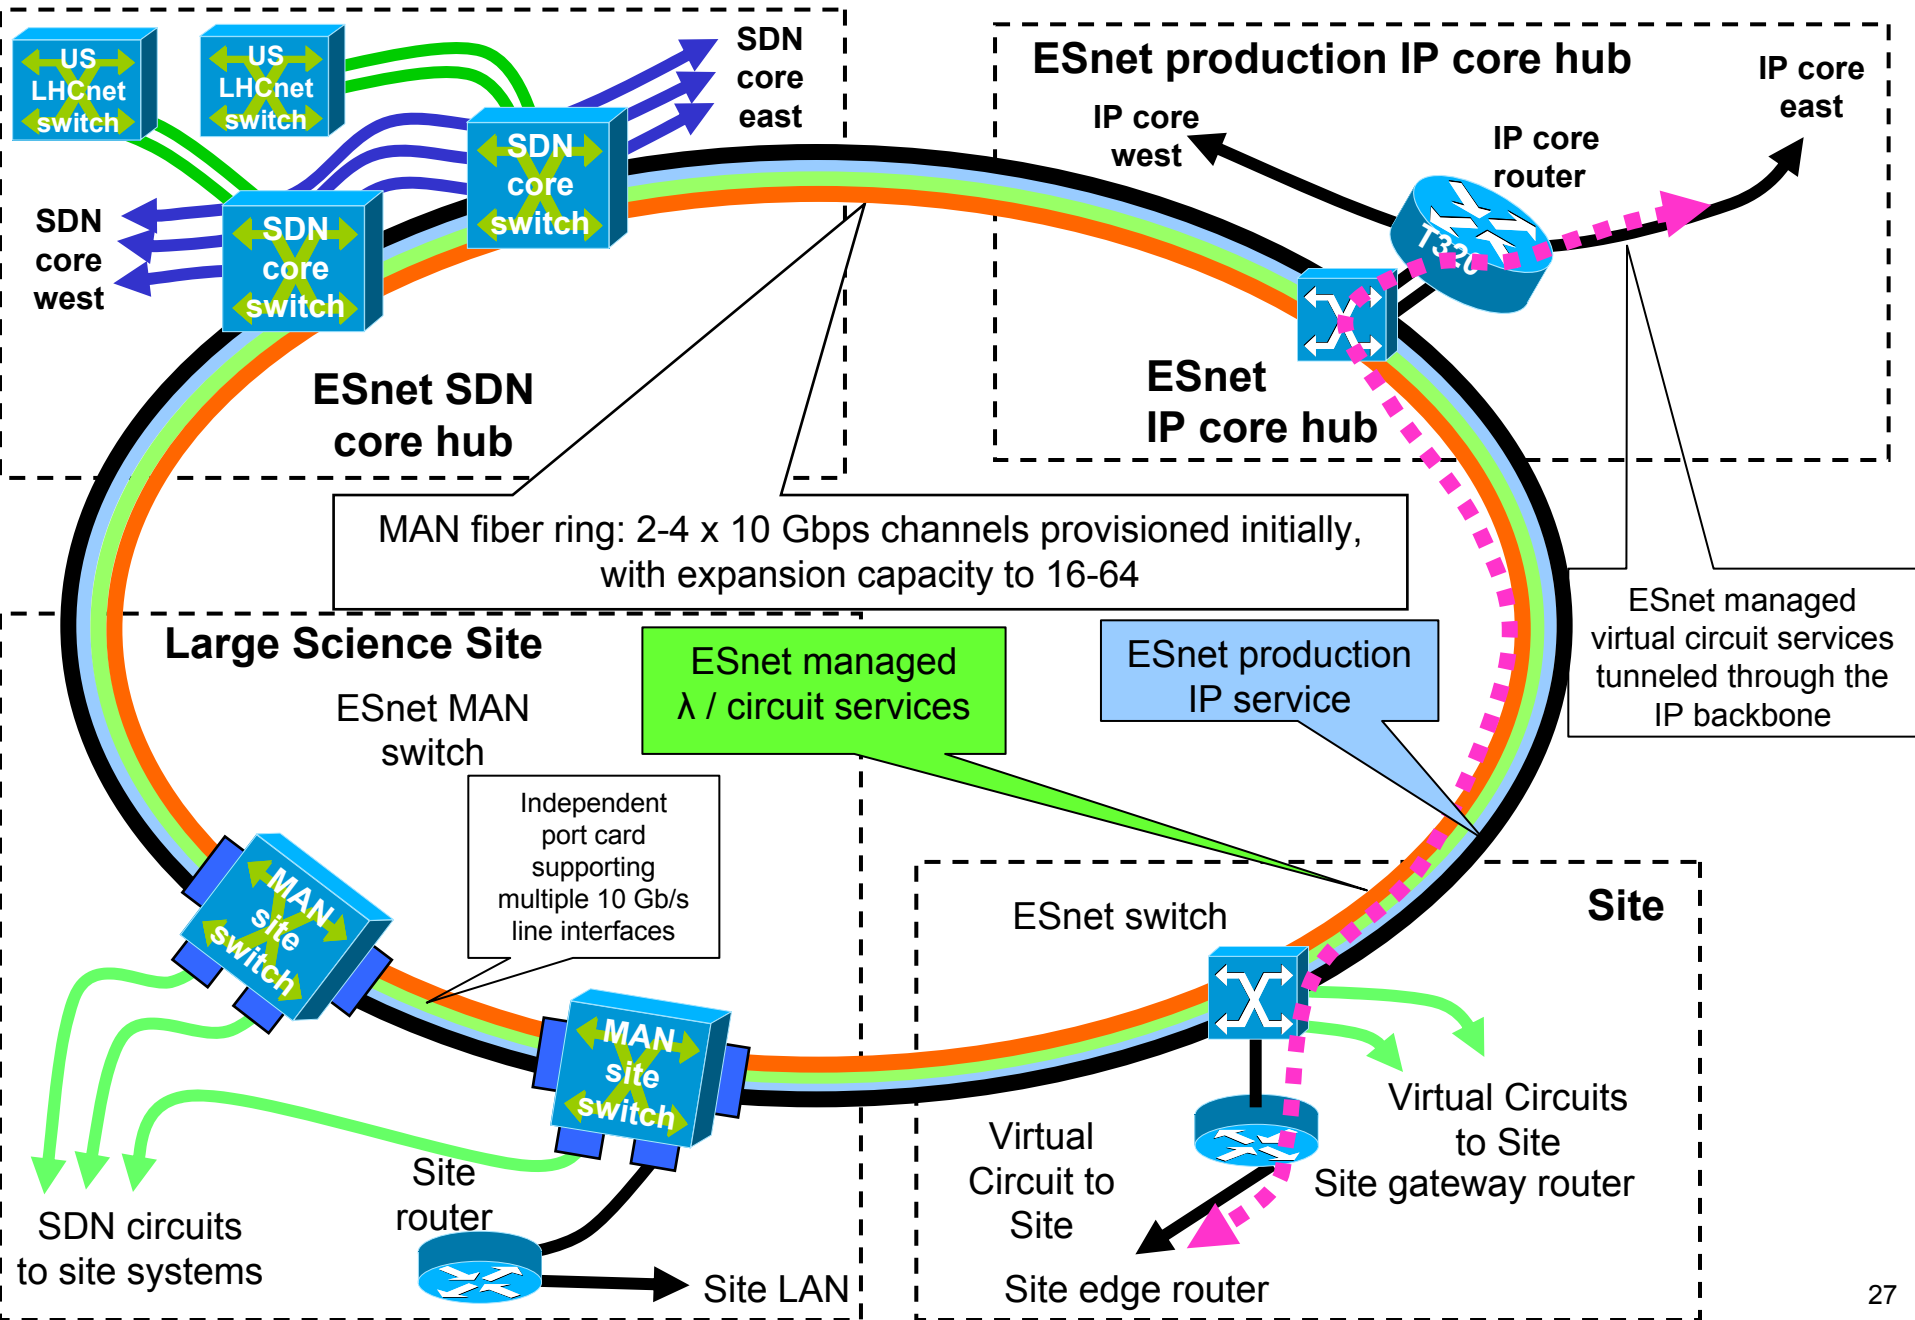 US
LHCnet
switch
US
LHCnet
switch
SDN
core
east
SDN
core
switch
SDN
core
west
SDN
core
switch
ESnet SDN
core hub
ESnet production IP core hub
IP core
west
IP core
router
IP core
east
T320
ESnet
IP core hub
MAN fiber ring: 2-4 x 10 Gbps channels provisioned initially,
with expansion capacity to 16-64
ESnet managed
virtual circuit services
tunneled through the
IP backbone
Large Science Site
ESnet MAN
switch
ESnet managed
λ / circuit services
ESnet production
IP service
Independent
port card
supporting
multiple 10 Gb/s
line interfaces
MAN
site
switch
MAN
site
switch
SDN circuits
to site systems
Site
router
Site LAN
Site
ESnet switch
Virtual
Circuit to
Site
Virtual Circuits
to Site
Site gateway router
Site edge router
27